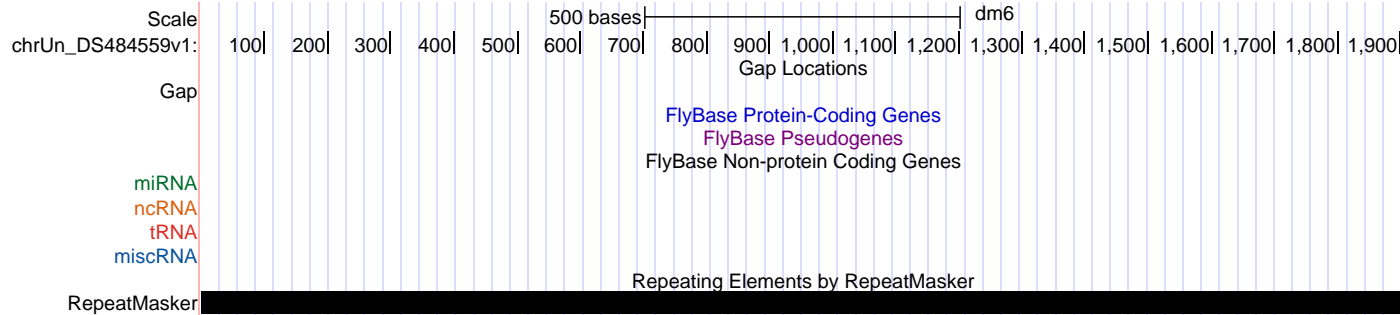 Scale 500 bases dm6
chrUn_DS484559v1: 100 200 300 400 500 600 700 800 900 1,000 1,100 1,200 1,300 1,400 1,500 1,600 1,700 1,800 1,900
Gap Locations
Gap
FlyBase Protein-Coding Genes
FlyBase Pseudogenes
FlyBase Non-protein Coding Genes
miRNA
ncRNA
tRNA
miscRNA
Repeating Elements by RepeatMasker
RepeatMasker